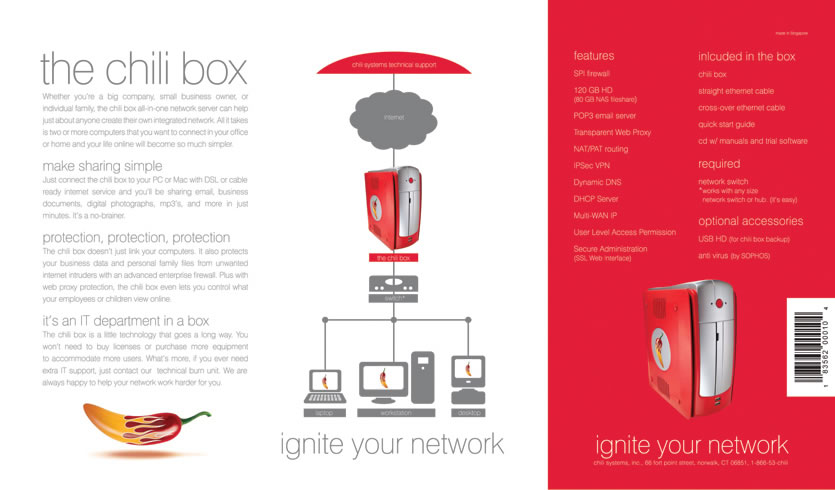 the chili box
Whether you're a big company, small business owner, or
individual family, the chili box all-in-one network server can help
just about anyone create their own integrated network. All it takes
is two or more computers that you want to connect in your office
or home and your life online will become so much simpler.
make sharing simple
Just connect the chili box to your PC or Mac with DSL or cable
ready internet service and you'll be sharing email, business
documents, digital photographs, mp3's, and more in just
minutes. It's a no-brainer.
protection, protection, protection
The chili box doesn't just link your computers. It also protects
your business data and personal family files from unwanted
internet intruders with an advanced enterprise firewall. Plus with
web proxy protection, the chili box even lets you control what
your employees or children view online.
it's an IT department in a box
The chili box is a little technology that goes a long way. You
won't need to buy licenses or purchase more equipment
to accommodate more users. What's more, if you ever need
extra IT support, just contact our technical burn unit. We are
always happy to help your network work harder for you.
chili systems technical support
internet
the chili box
switch*
laptop
workstation
desktop
ignite your network
made in Singapore
features
SPI firewall
120 GB HD
(80 GB NAS fileshare)
POP3 email server
Transparent Web Proxy
NAT/PAT routing
IPSec VPN
Dynamic DNS
DHCP Server
Multi-WAN IP
User Level Access Permission
Secure Administration
(SSL Web interface)
inlcuded in the box
chili box
straight ethernet cable
cross-over ethernet cable
quick start guide
cd w/ manuals and trial software
required
network switch
*works with any size
network switch or hub: (it's easy)
optional accessories
USB HD (for chili box backup)
anti virus (by SOPHOS)
1 83562 00010 4
ignite your network
chili systems, inc., 66 fort point street, norwalk, CT 06851, 1-866-53-chili